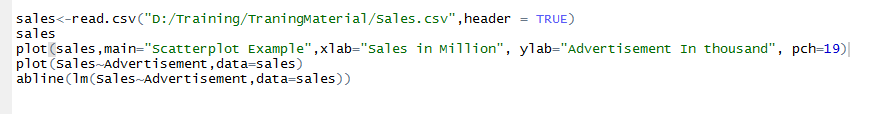 sales<-read.csv("D:/Training/TraningMaterial/Sales.csv",header = TRUE)
sales
plot(sales,main="Scatterplot Example",xlab="Sales in Million", ylab="Advertisement In thousand", pch=19)
plot(Sales~Advertisement,data=sales)
abline(lm(Sales~Advertisement,data=sales))